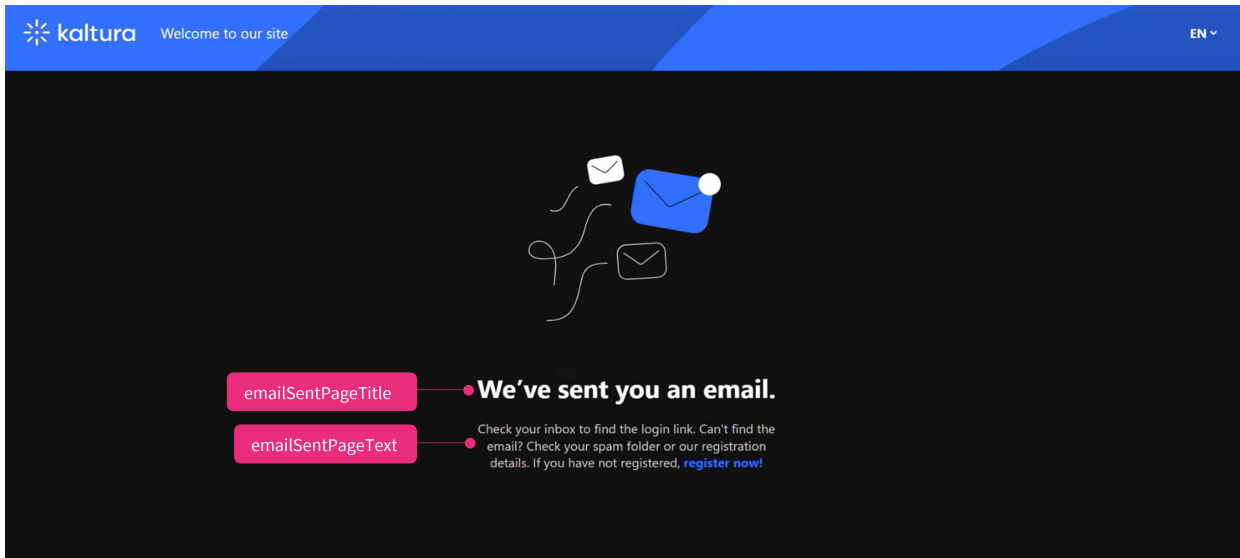 kaltura Welcome to our site EN
emailSentPageTitle We've sent you an email.
Check your inbox to find the login link. Can't find the
emailSentPageText email? Check your spam folder or our registration
details. If you have not registered, register now!